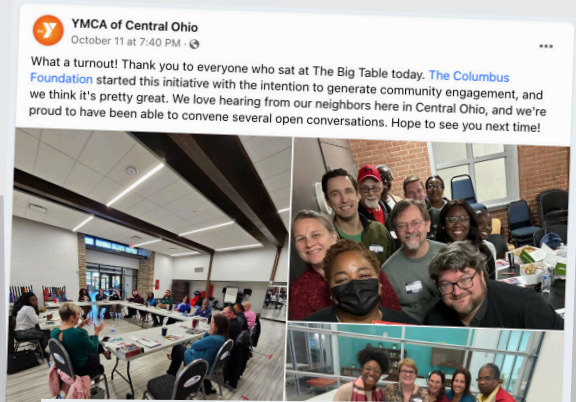 YMCA of Central Ohio
October 11 at 7:40 PM ·
What a turnout! Thank you to everyone who sat at The Big Table today. The Columbus
Foundation started this initiative with the intention to generate community engagement, and
we think it's pretty great. We love hearing from our neighbors here in Central Ohio, and we're
proud to have been able to convene several open conversations. Hope to see you next time!